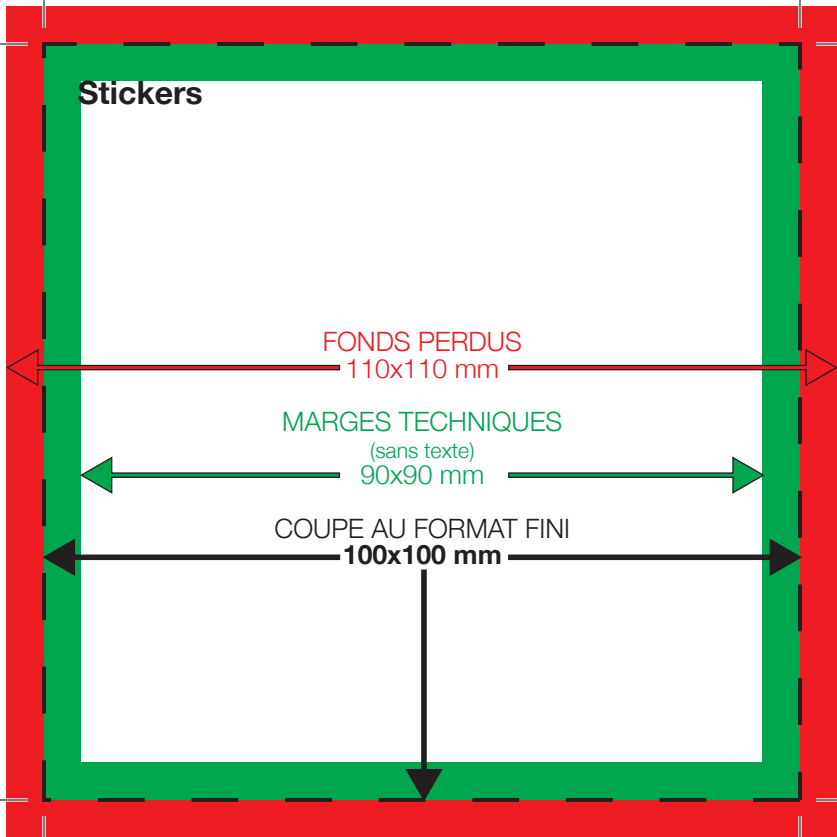 Stickers
FONDS PERDUS
110x110 mm
MARGES TECHNIQUES
(sans texte)
90x90 mm
COUPE AU FORMAT FINI
100x100 mm